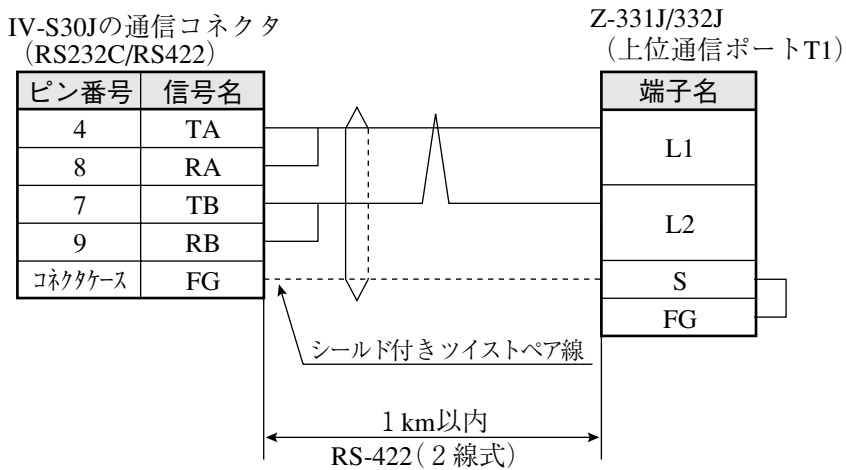 IV-S30Jの通信コネクタ
（RS232C/RS422）
Z-331J/332J
（上位通信ポートT1）
ピン番号 信号名
4 TA
8 RA
7 TB
9 RB
コネクタケース FG
端子名
L1
L2
S
FG
シールド付きツイストペア線
１km以内
RS-422（２線式）